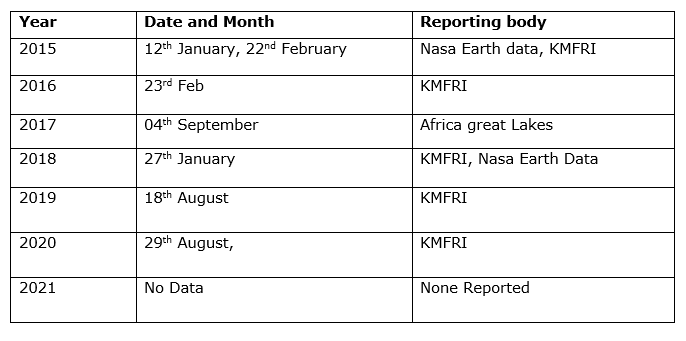 Year Date and Month Reporting body
2015 12th January, 22nd February Nasa Earth data, KMFRI
2016 23rd Feb KMFRI
2017 04th September Africa great Lakes
2018 27th January KMFRI, Nasa Earth Data
2019 18th August KMFRI
2020 29th August, KMFRI
2021 No Data None Reported